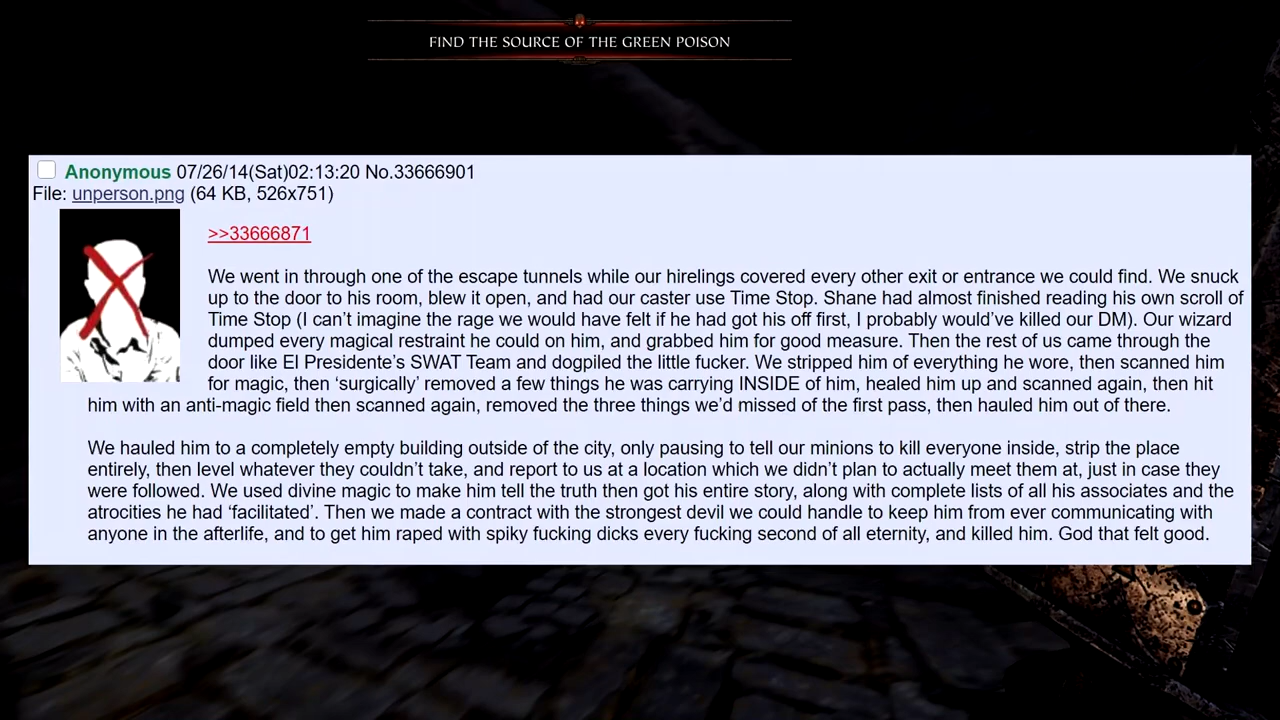 FIND THE SOURCE OF THE GREEN POISON
Anonymous 07/26/14(Sat)02:13:20 No.33666901
File: unperson.png (64 KB, 526x751)
>>33666871
We went in through one of the escape tunnels while our hirelings covered every other exit or entrance we could find. We snuck
up to the door to his room, blew it open, and had our caster use Time Stop. Shane had almost finished reading his own scroll of
Time Stop (I can't imagine the rage we would have felt if he had got his off first, I probably would've killed our DM). Our wizard
dumped every magical restraint he could on him, and grabbed him for good measure. Then the rest of us came through the
door like El Presidente's SWAT Team and dogpiled the little fucker. We stripped him of everything he wore, then scanned him
for magic, then ‘surgically’ removed a few things he was carrying INSIDE of him, healed him up and scanned again, then hit
him with an anti-magic field then scanned again, removed the three things we'd missed of the first pass, then hauled him out of there.
We hauled him to a completely empty building outside of the city, only pausing to tell our minions to kill everyone inside, strip the place
entirely, then level whatever they couldn't take, and report to us at a location which we didn't plan to actually meet them at, just in case they
were followed. We used divine magic to make him tell the truth then got his entire story, along with complete lists of all his associates and the
atrocities he had ‘facilitated’. Then we made a contract with the strongest devil we could handle to keep him from ever communicating with
anyone in the afterlife, and to get him raped with spiky fucking dicks every fucking second of all eternity, and killed him. God that felt good.